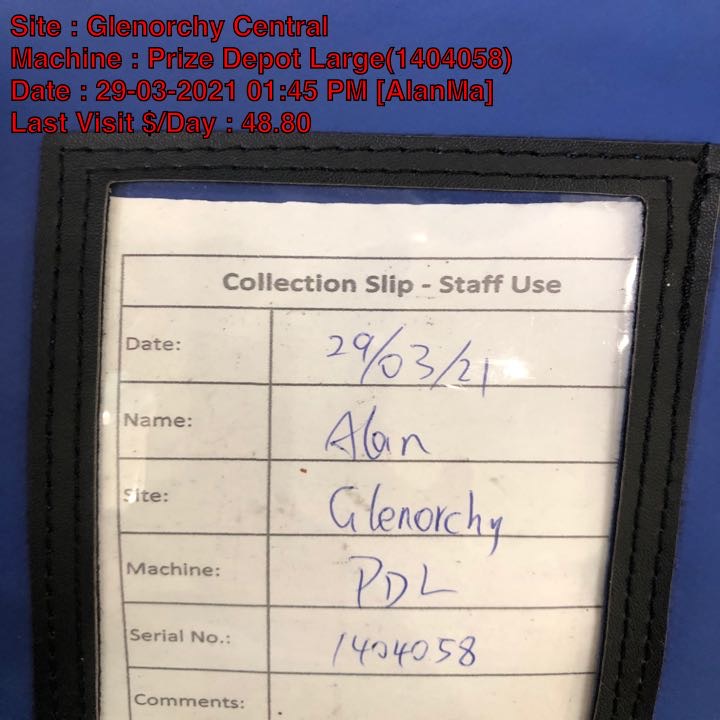 Site : Glenorchy Central
Machine : Prize Depot Large(1404058)
Date : 29-03-2021 01:45 PM [AlanMa]
Last Visit $/Day : 48.80
Collection Slip - Staff Use
Date: 29/03/21
Name: Alan
Site: Glenorchy
Machine: PDL
Serial No.: 1404058
Comments: